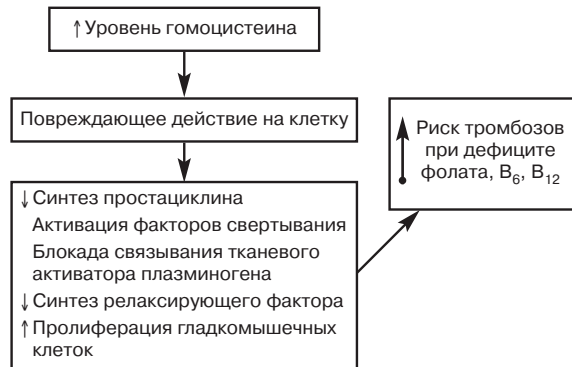 ↑ Уровень гомоцистеина
Повреждающее действие на клетку
↓ Синтез простациклина
Активация факторов свертывания
Блокада связывания тканевого
активатора плазминогена
↓ Синтез релаксирующего фактора
↑ Пролиферация гладкомышечных
клеток
Риск тромбозов
при дефиците
фолата, B₆, B₁₂